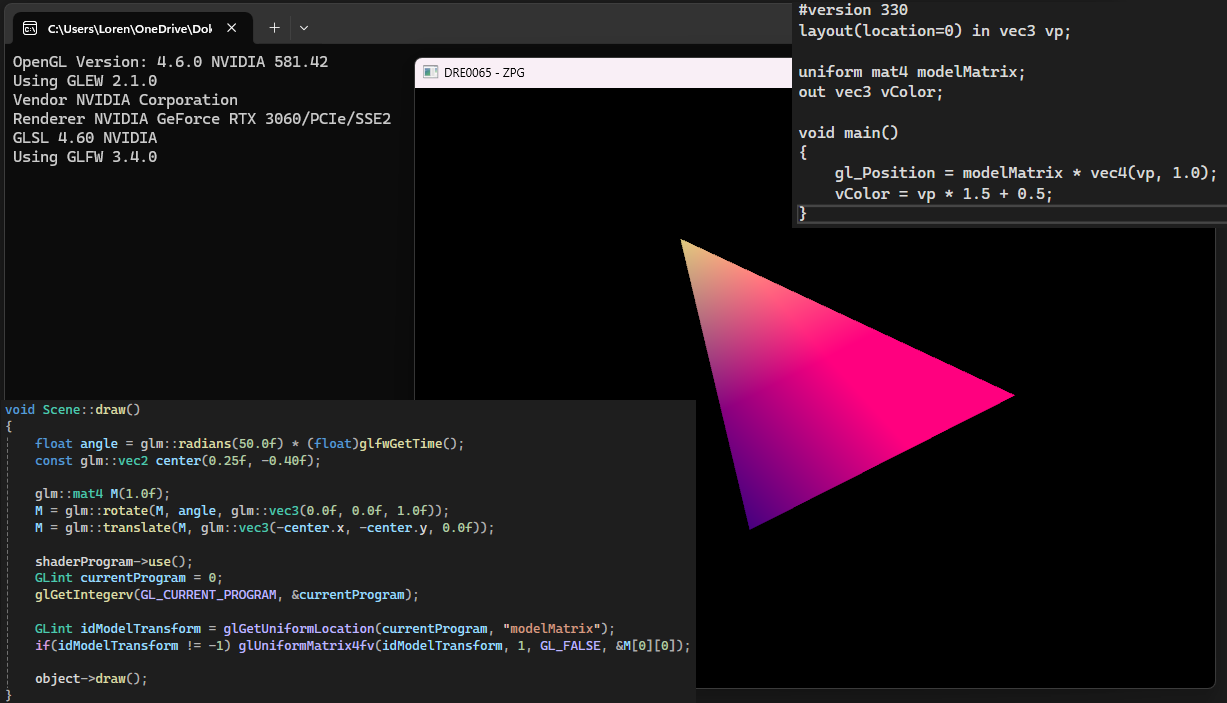 C:\Users\Loren\OneDrive\Dok
OpenGL Version: 4.6.0 NVIDIA 581.42
Using GLEW 2.1.0
Vendor NVIDIA Corporation
Renderer NVIDIA GeForce RTX 3060/PCIe/SSE2
GLSL 4.60 NVIDIA
Using GLFW 3.4.0
DRE0065 - ZPG
#version 330
layout(location=0) in vec3 vp;
uniform mat4 modelMatrix;
out vec3 vColor;
void main()
{
gl_Position = modelMatrix * vec4(vp, 1.0);
vColor = vp * 1.5 + 0.5;
}
void Scene::draw()
{
float angle = glm::radians(50.0f) * (float)glfwGetTime();
const glm::vec2 center(0.25f, -0.40f);
glm::mat4 M(1.0f);
M = glm::rotate(M, angle, glm::vec3(0.0f, 0.0f, 1.0f));
M = glm::translate(M, glm::vec3(-center.x, -center.y, 0.0f));
shaderProgram->use();
GLint currentProgram = 0;
glGetIntegerv(GL_CURRENT_PROGRAM, &currentProgram);
GLint idModelTransform = glGetUniformLocation(currentProgram, "modelMatrix");
if(idModelTransform != -1) glUniformMatrix4fv(idModelTransform, 1, GL_FALSE, &M[0][0]);
object->draw();
}